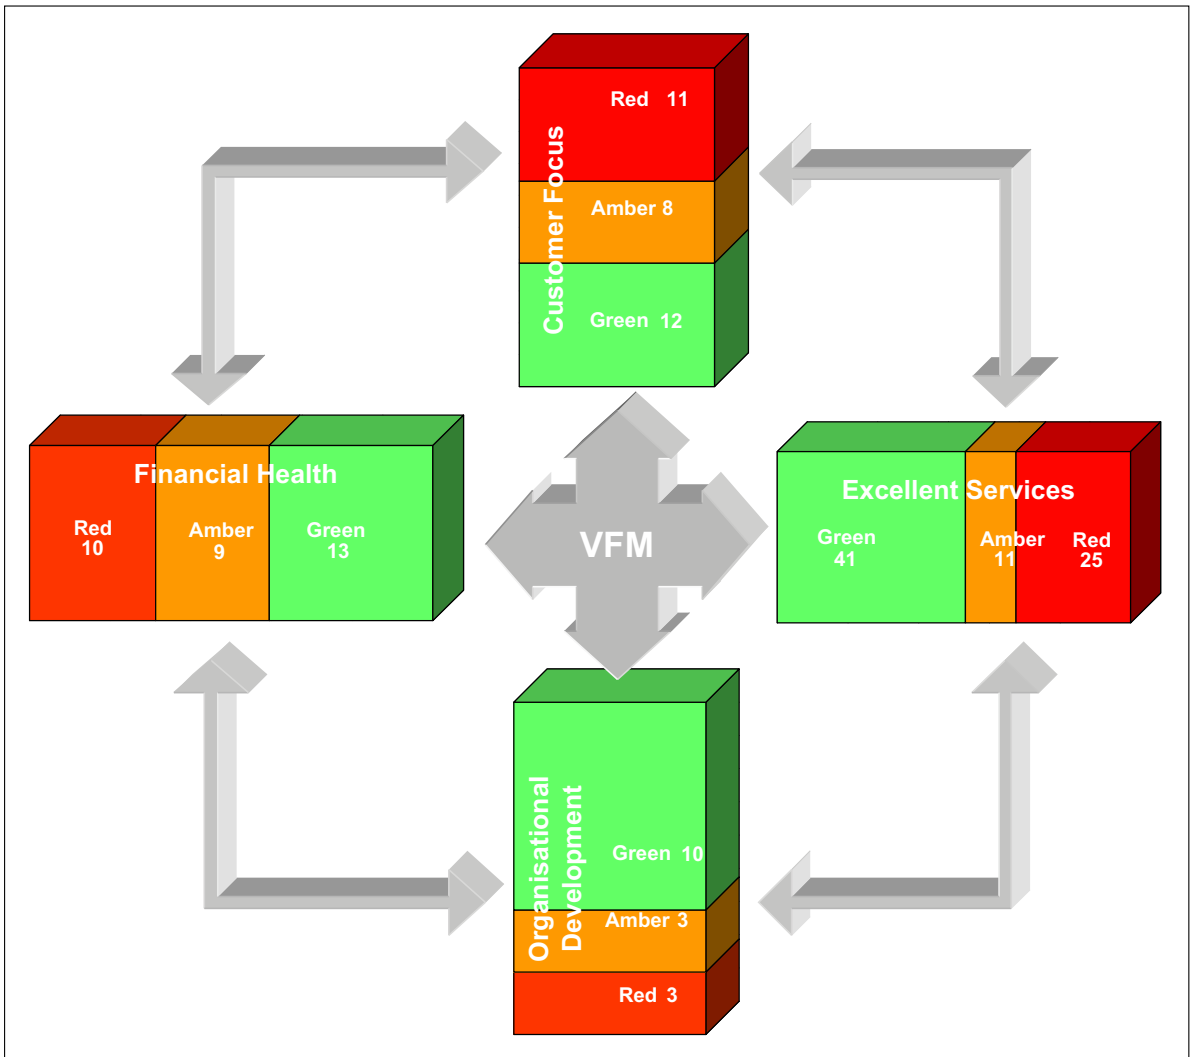 Red 11
Amber 8
Green 12
Customer Focus
Financial Health
Red
10
Amber
9
Green
13
VFM
Excellent Services
Green
41
Amber
11
Red
25
Organisational
Development
Green 10
Amber 3
Red 3